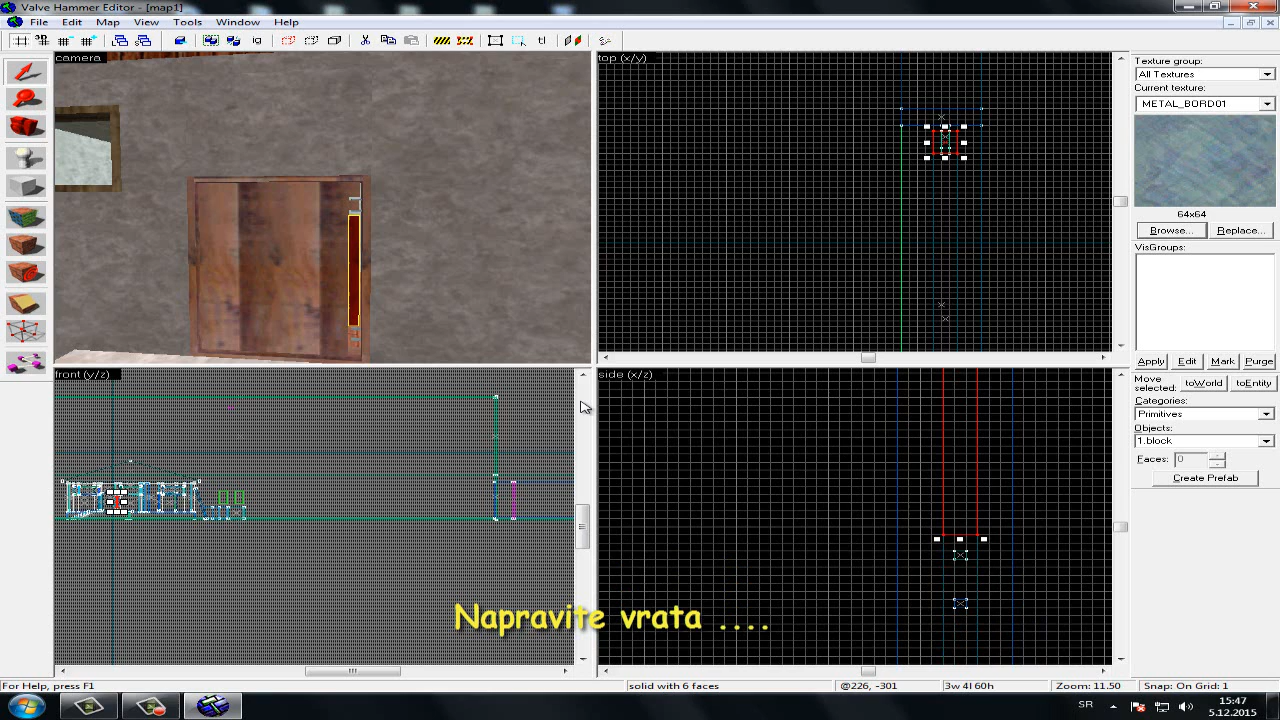 Valve Hammer Editor - [map1]
File Edit Map View Tools Window Help
camera
top (x/y)
front (y/z)
side (x/z)
Texture group:
All Textures
Current texture:
METAL_BORD01
64x64
Browse... Replace...
VisGroups:
Apply Edit Mark Purge
Move selected: toWorld toEntity
Categories:
Primitives
Objects:
1.block
Faces: 0
Create Prefab
Napravite vrata ....
For Help, press F1
solid with 6 faces
@226, -301
3w 4l 60h
Zoom: 11.50
Snap: On Grid: 1
SR
15:47
5.12.2015